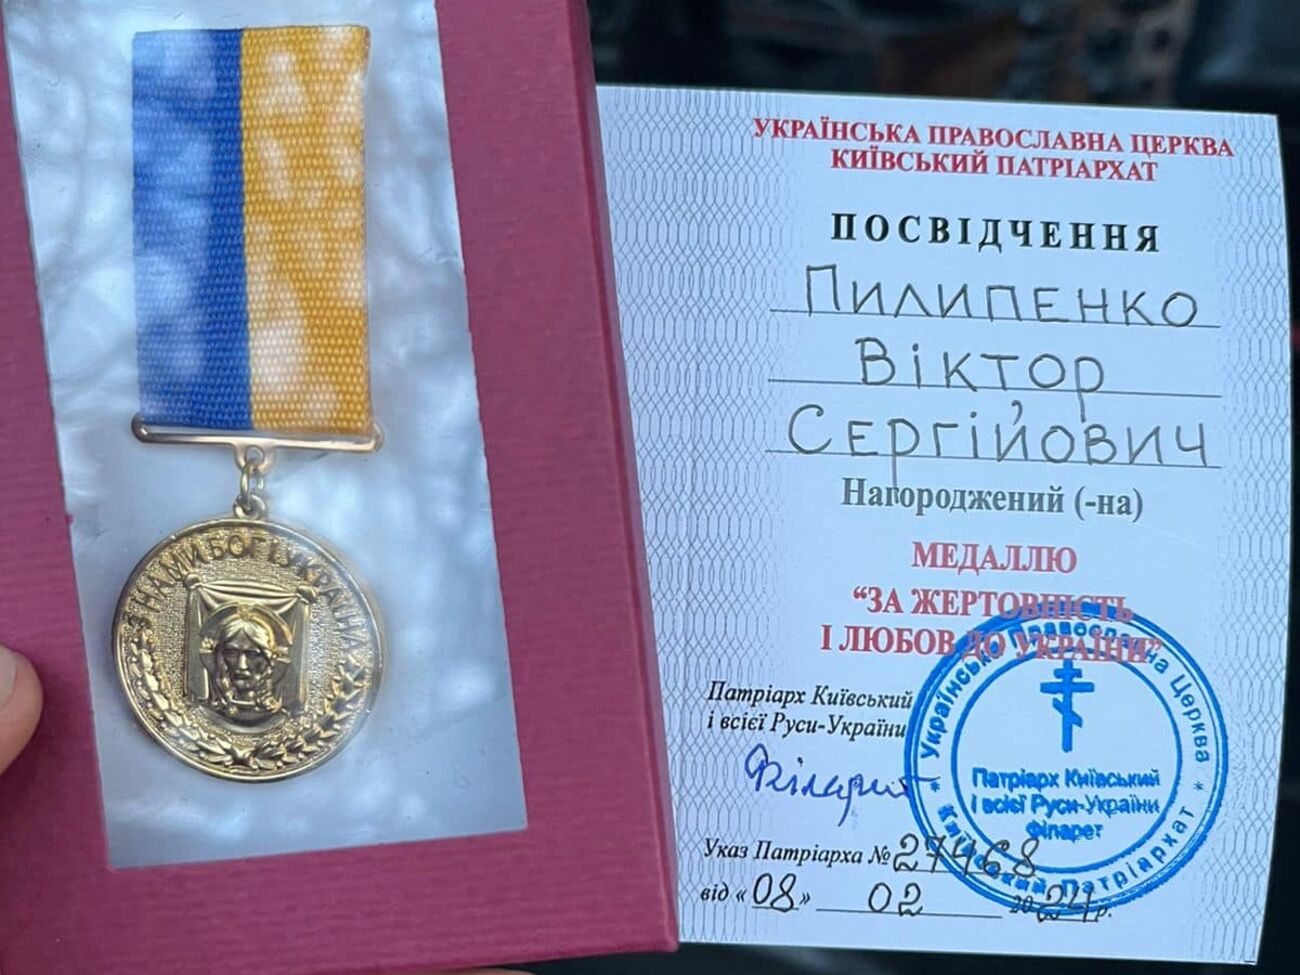 З НАМИ БОГ І УКРАЇНА
УКРАЇНСЬКА ПРАВОСЛАВНА ЦЕРКВА
КИЇВСЬКИЙ ПАТРІАРХАТ
ПОСВІДЧЕННЯ
Пилипенко
Віктор
Сергійович
Нагороджений (-на)
МЕДАЛЛЮ
“ЗА ЖЕРТОВНІСТЬ
І ЛЮБОВ ДО УКРАЇНИ”
Патріарх Київський
і всієї Руси-України
Філарет
Українська Православна Церква * Київський Патріархат *
Патріарх Київський
і всієї Руси-України
Філарет
Указ Патріарха № 27468
від «08» 02 2024 р.